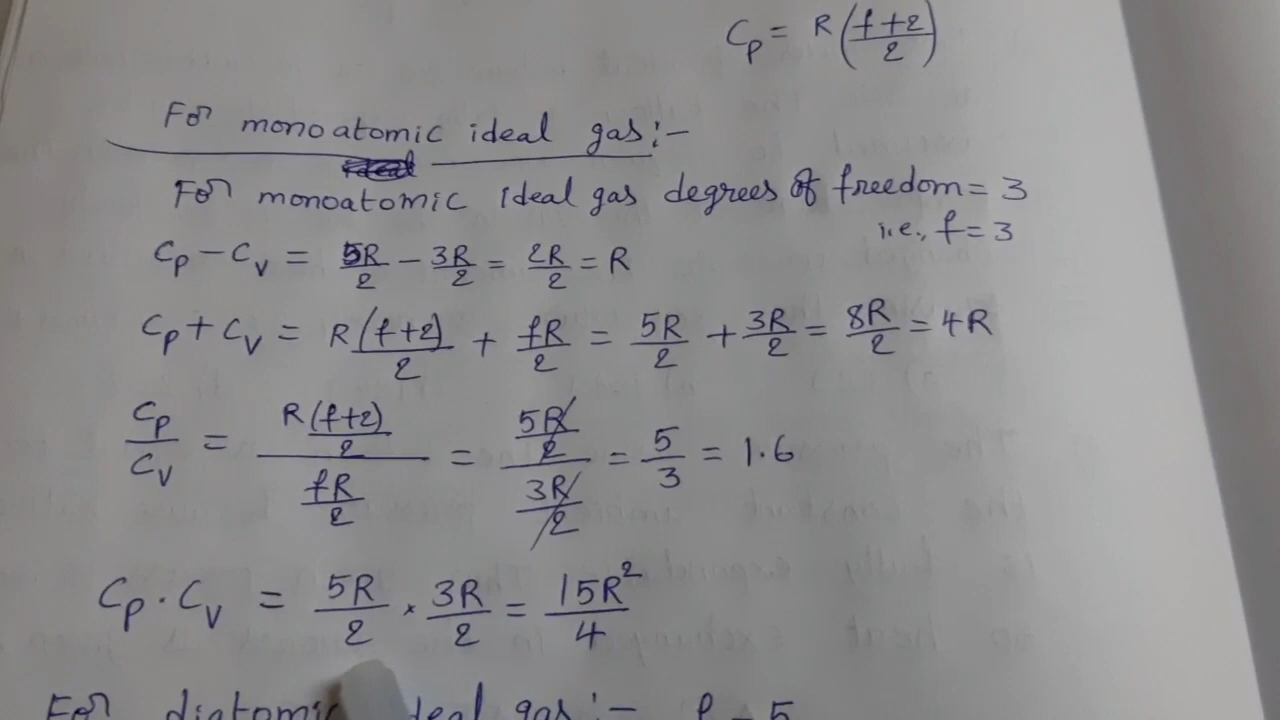 Cp = R(f+2/2)
For monoatomic ideal gas:-
For monoatomic ideal gas degrees of freedom = 3
i.e., f = 3
Cp - Cv = 5R/2 - 3R/2 = 2R/2 = R
Cp + Cv = R(f+2)/2 + fR/2 = 5R/2 + 3R/2 = 8R/2 = 4R
Cp/Cv = R(f+2)/2 / fR/2 = 5R/2 / 3R/2 = 5/3 = 1.6
Cp . Cv = 5R/2 × 3R/2 = 15R²/4
For diatomic ideal gas:- f = 5